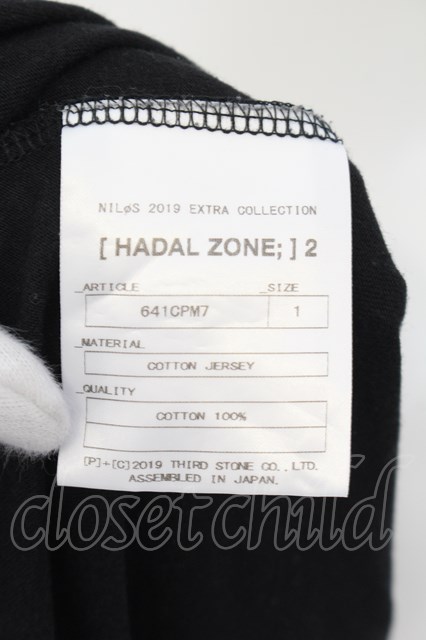 NILøS 2019 EXTRA COLLECTION
[ HADAL ZONE; ] 2
_ARTICLE _SIZE
641CPM7 1
_MATERIAL
COTTON JERSEY
_QUALITY
COTTON 100%
[P]+[C]2019 THIRD STONE CO., LTD.
ASSEMBLED IN JAPAN.
closetchild